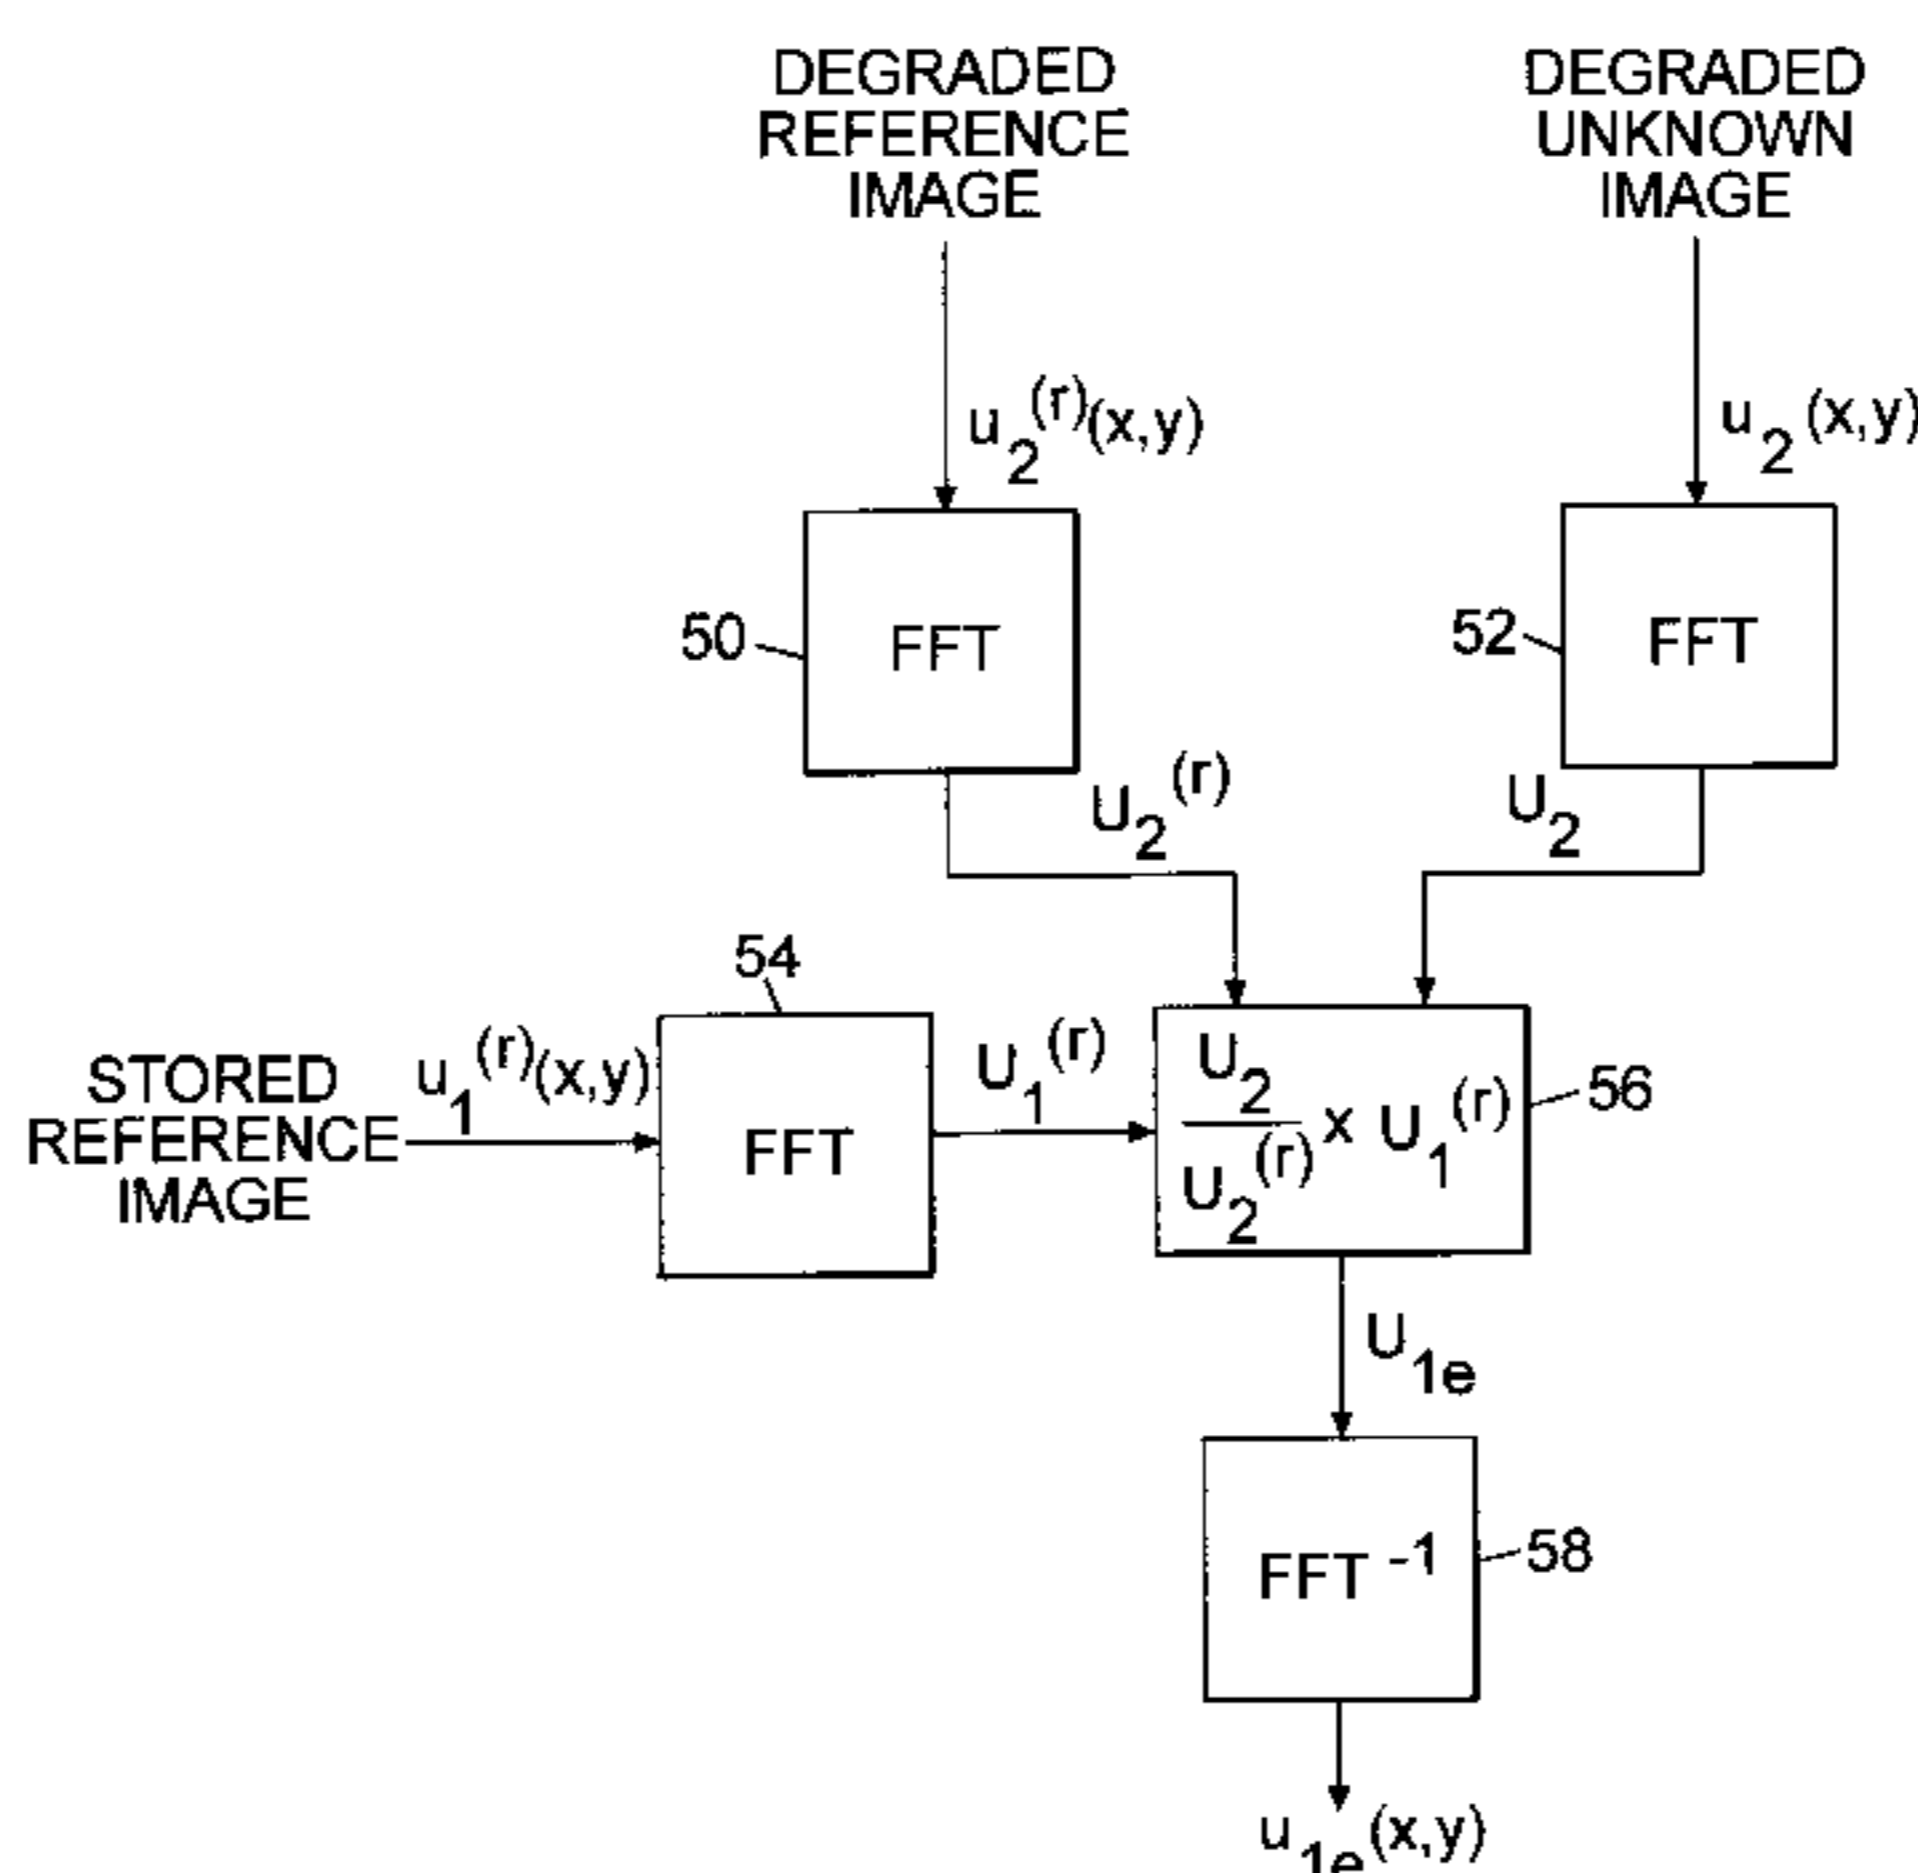 DEGRADED
REFERENCE
IMAGE
DEGRADED
UNKNOWN
IMAGE
u₂⁽ʳ⁾(x,y)
u₂(x,y)
50
FFT
52
FFT
U₂⁽ʳ⁾
U₂
54
STORED
REFERENCE
IMAGE
u₁⁽ʳ⁾(x,y)
FFT
U₁⁽ʳ⁾
U₂
U₂⁽ʳ⁾
x U₁⁽ʳ⁾
56
U₁ₑ
FFT⁻¹
58
u₁ₑ(x,y)